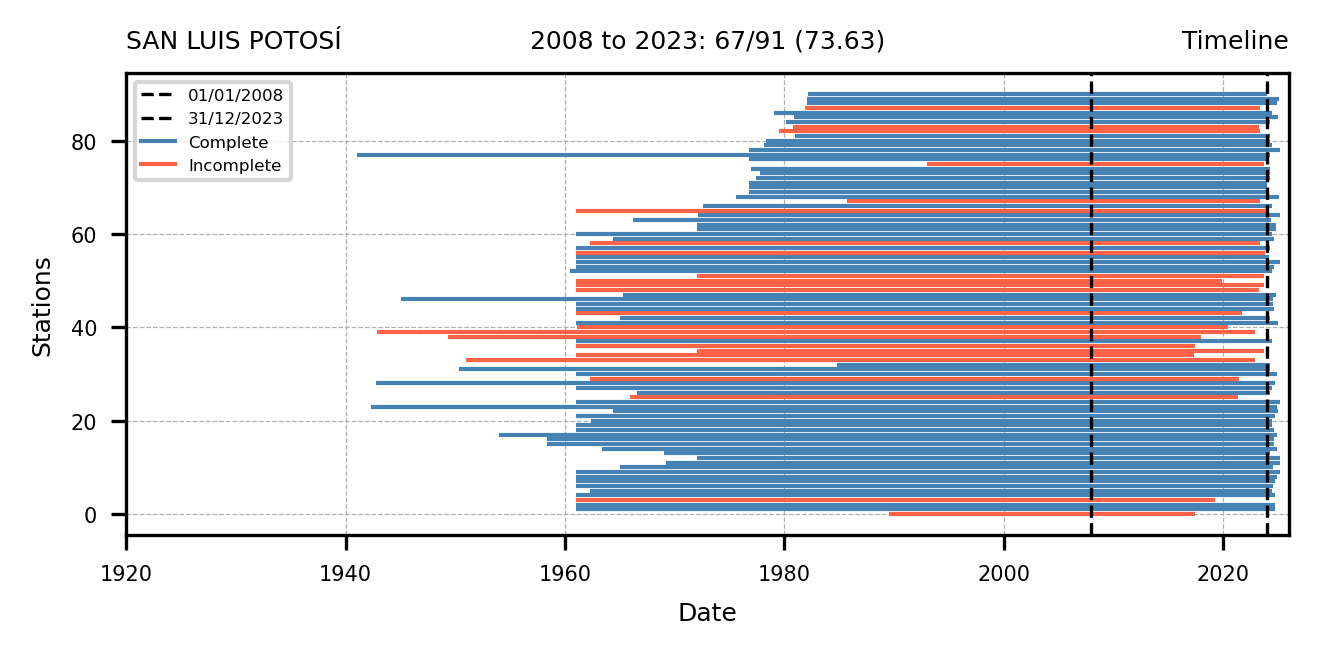 SAN LUIS POTOSÍ
2008 to 2023: 67/91 (73.63)
Timeline
01/01/2008
31/12/2023
Complete
Incomplete
Stations
80
60
40
20
0
1920 1940 1960 1980 2000 2020
Date